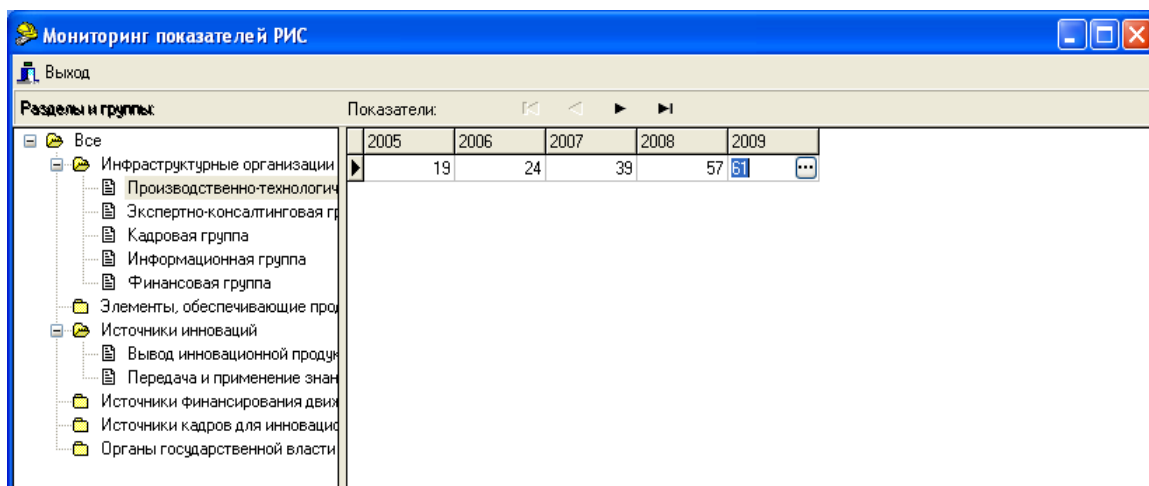 Мониторинг показателей РИС
Выход
Разделы и группы: Показатели:
Все
Инфраструктурные организации
Производственно-технологич
Экспертно-консалтинговая гр
Кадровая группа
Информационная группа
Финансовая группа
Элементы, обеспечивающие прод
Источники инноваций
Вывод инновационной продук
Передача и применение знан
Источники финансирования движ
Источники кадров для инновацио
Органы государственной власти
2005 2006 2007 2008 2009
19 24 39 57 61 ...